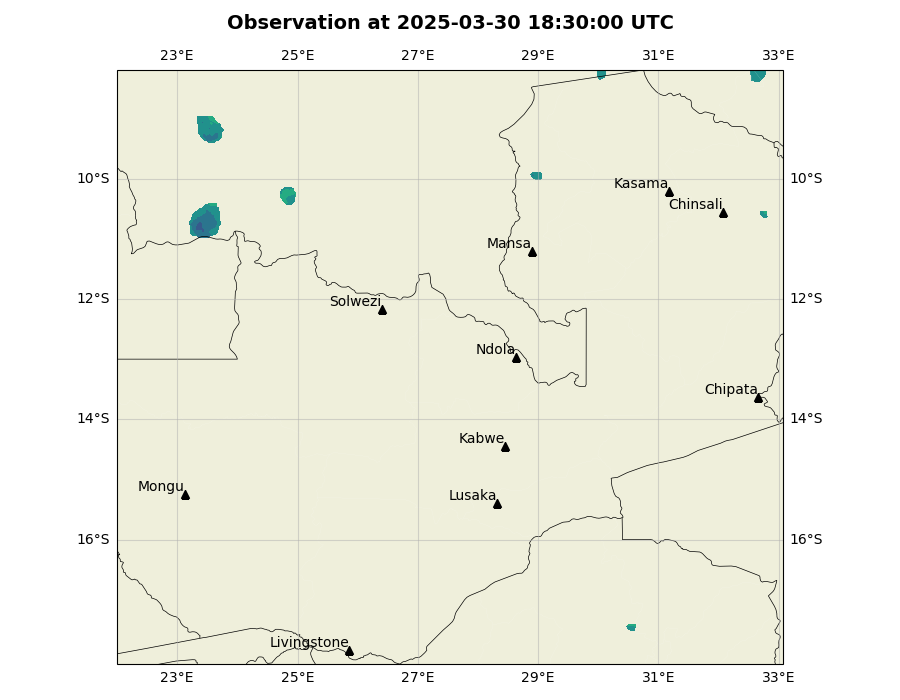 Observation at 2025-03-30 18:30:00 UTC
23°E 25°E 27°E 29°E 31°E 33°E
10°S 10°S
Kasama
Chinsali
Mansa
12°S 12°S
Solwezi
Ndola
Chipata
14°S 14°S
Kabwe
Mongu
Lusaka
16°S 16°S
Livingstone
23°E 25°E 27°E 29°E 31°E 33°E